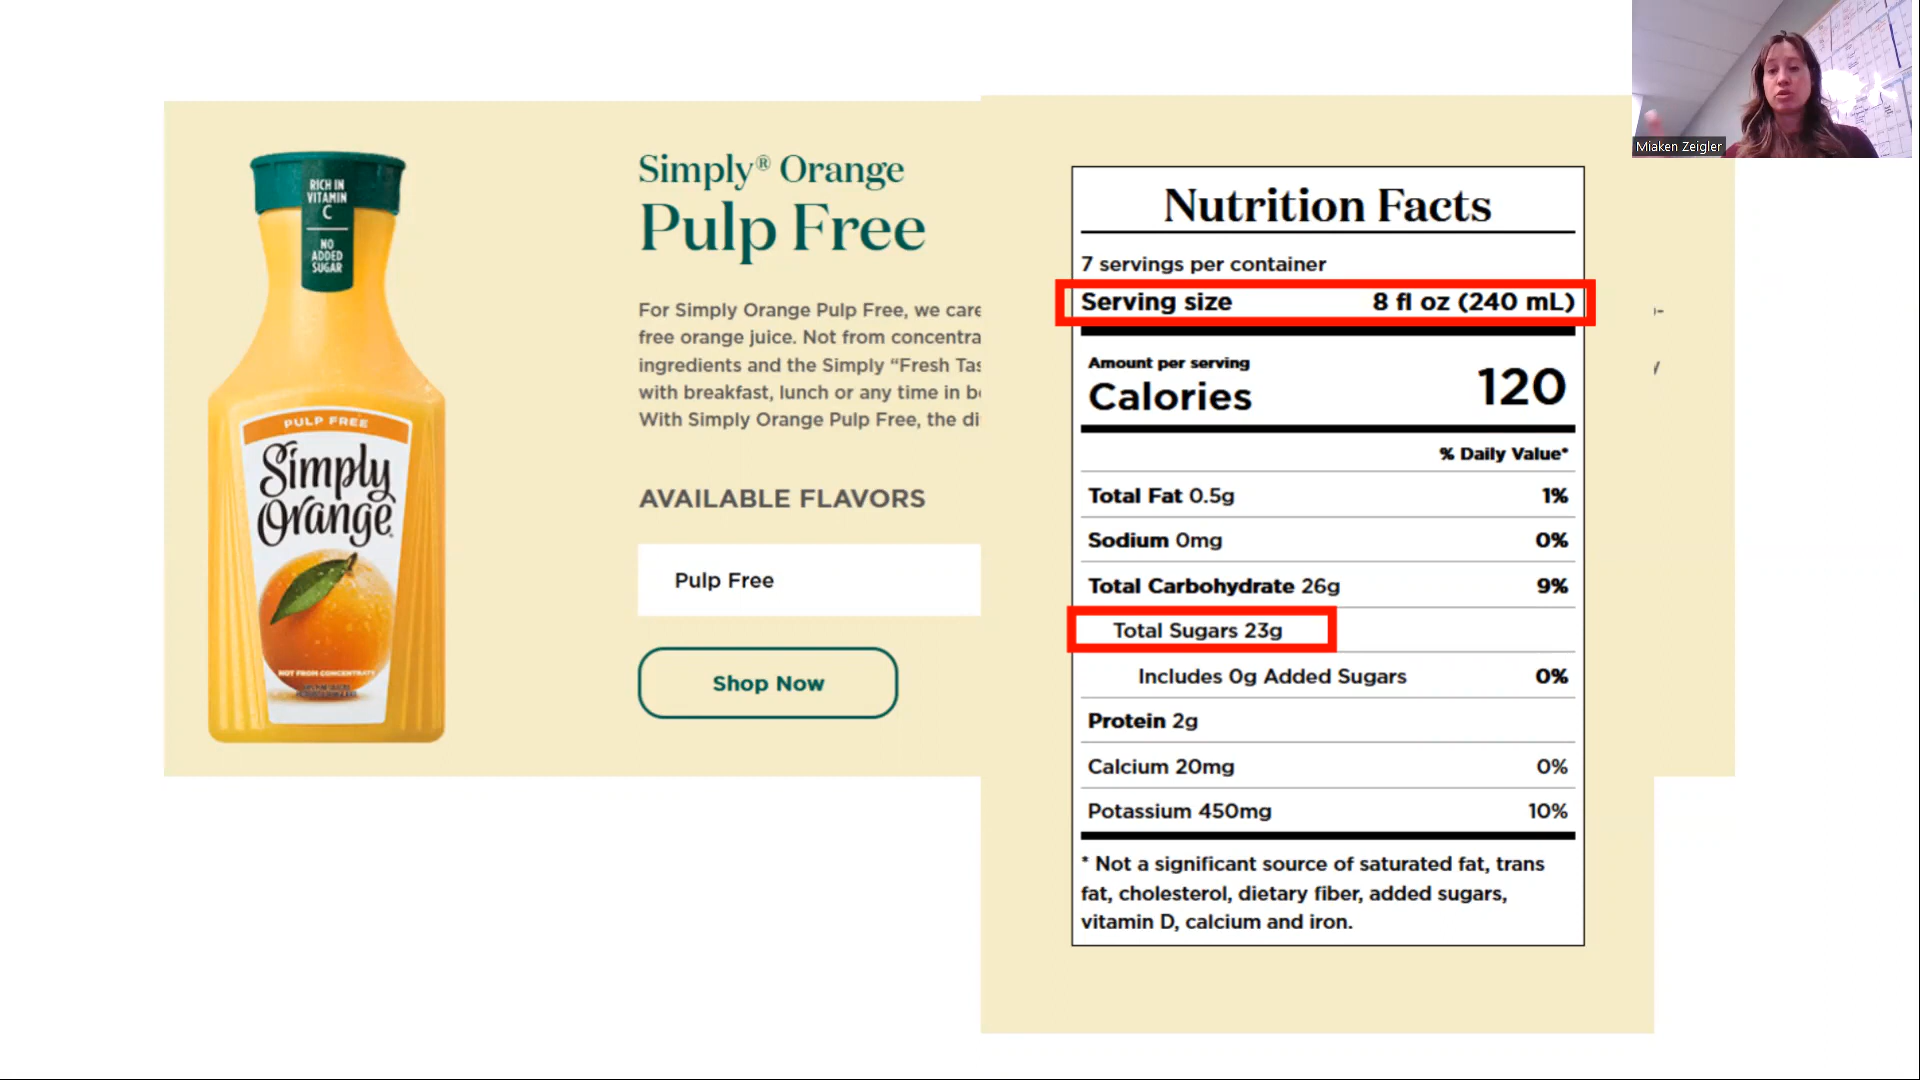 Miaken Zeigler
RICH IN
VITAMIN
C
NO
ADDED
SUGAR
PULP FREE
Simply
Orange
NOT FROM CONCENTRATE
Simply® Orange
Pulp Free
For Simply Orange Pulp Free, we care
free orange juice. Not from concentra
ingredients and the Simply “Fresh Tas
with breakfast, lunch or any time in b
With Simply Orange Pulp Free, the di
AVAILABLE FLAVORS
Pulp Free
Shop Now
Nutrition Facts
7 servings per container
Serving size 8 fl oz (240 mL)
Amount per serving
Calories 120
% Daily Value*
Total Fat 0.5g 1%
Sodium 0mg 0%
Total Carbohydrate 26g 9%
Total Sugars 23g
Includes 0g Added Sugars 0%
Protein 2g
Calcium 20mg 0%
Potassium 450mg 10%
* Not a significant source of saturated fat, trans
fat, cholesterol, dietary fiber, added sugars,
vitamin D, calcium and iron.